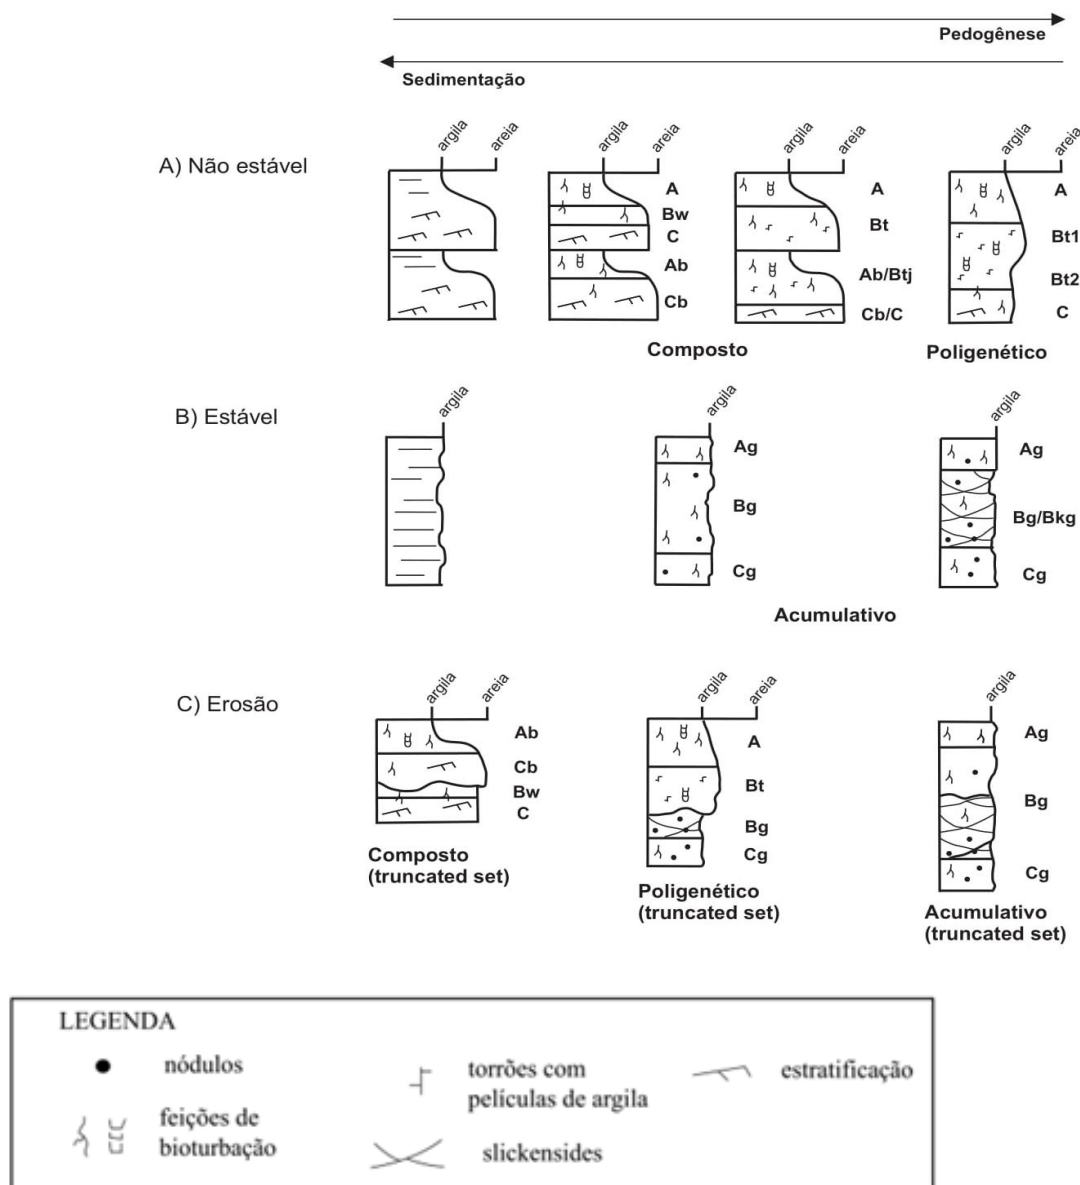 Pedogênese
Sedimentação
A) Não estável
argila
areia
argila
areia
A
Bw
C
Ab
Cb
argila
areia
A
Bt
Ab/Btj
Cb/C
argila
areia
A
Bt1
Bt2
C
Composto
Poligenético
B) Estável
argila
argila
Ag
Bg
Cg
argila
Ag
Bg/Bkg
Cg
Acumulativo
C) Erosão
argila
areia
Ab
Cb
Bw
C
Composto
(truncated set)
argila
areia
A
Bt
Bg
Cg
Poligenético
(truncated set)
argila
Ag
Bg
Cg
Acumulativo
(truncated set)
LEGENDA
nódulos
feições de
bioturbação
torrões com
películas de argila
slickensides
estratificação